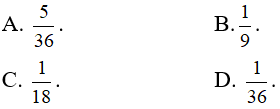 A. 5/36. B. 1/9.
C. 1/18. D. 1/36.